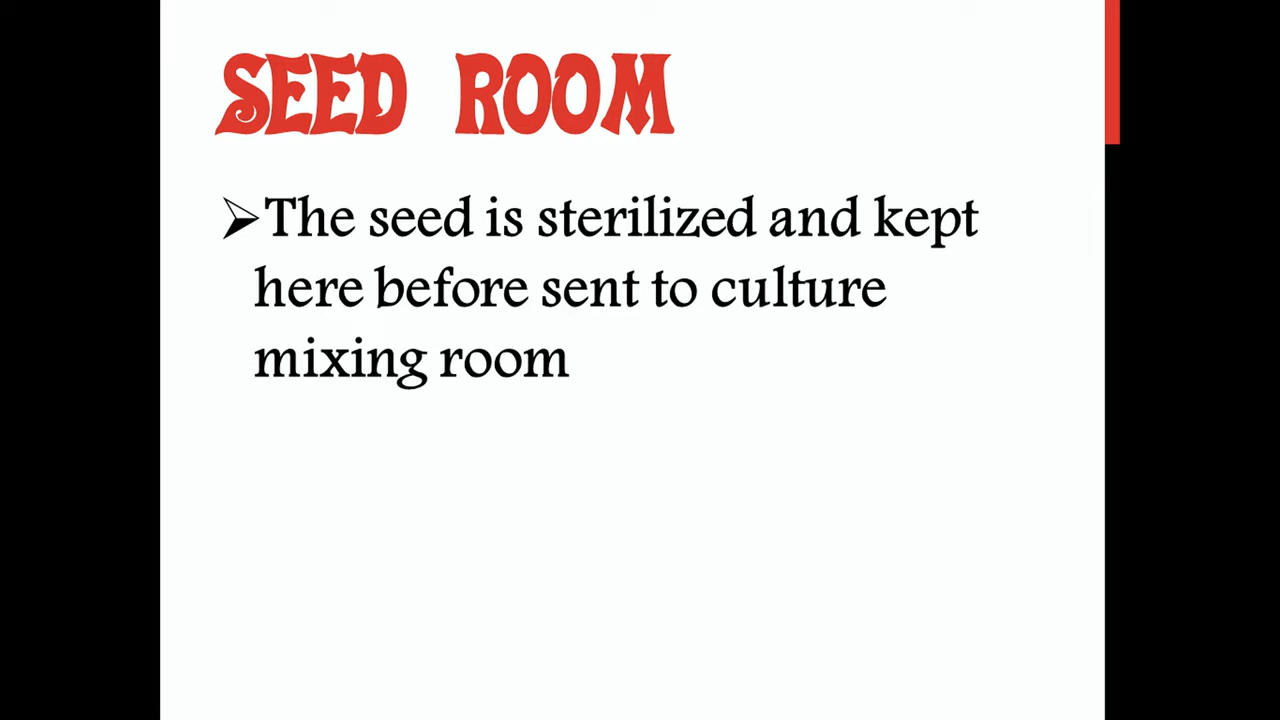 SEED ROOM
➢The seed is sterilized and kept
here before sent to culture
mixing room